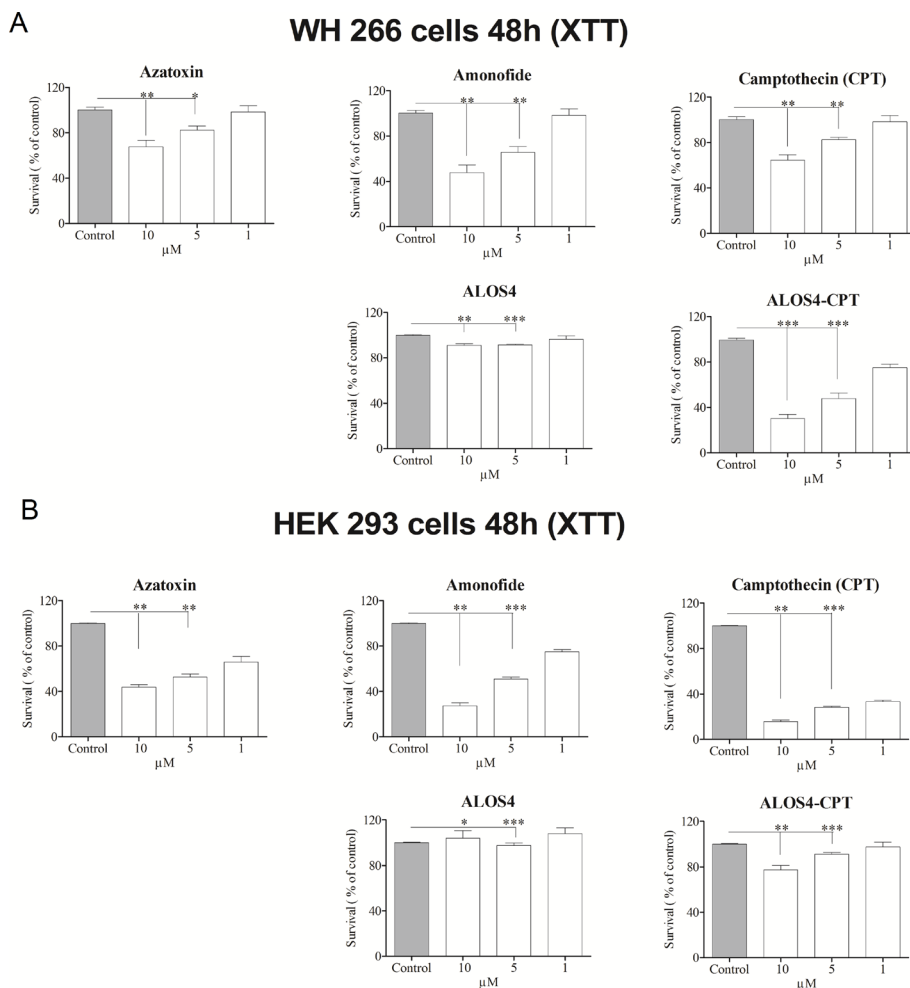 A
WH 266 cells 48h (XTT)
Azatoxin
Survival ( % of control)
120
80
40
0
** *
Control 10 5 1
µM
Amonofide
Survival ( % of control)
120
80
40
0
** **
Control 10 5 1
µM
Camptothecin (CPT)
Survival ( % of control)
120
80
40
0
** **
Control 10 5 1
µM
ALOS4
Survival ( % of control)
120
80
40
0
** ***
Control 10 5 1
µM
ALOS4-CPT
Survival ( % of control)
120
80
40
0
*** ***
Control 10 5 1
µM
B
HEK 293 cells 48h (XTT)
Azatoxin
Survival ( % of control)
120
80
40
0
** **
Control 10 5 1
µM
Amonofide
Survival ( % of control)
120
80
40
0
** ***
Control 10 5 1
µM
Camptothecin (CPT)
Survival ( % of control)
120
80
40
0
** ***
Control 10 5 1
µM
ALOS4
Survival ( % of control)
120
80
40
0
* ***
Control 10 5 1
µM
ALOS4-CPT
Survival ( % of control)
120
80
40
0
** ***
Control 10 5 1
µM